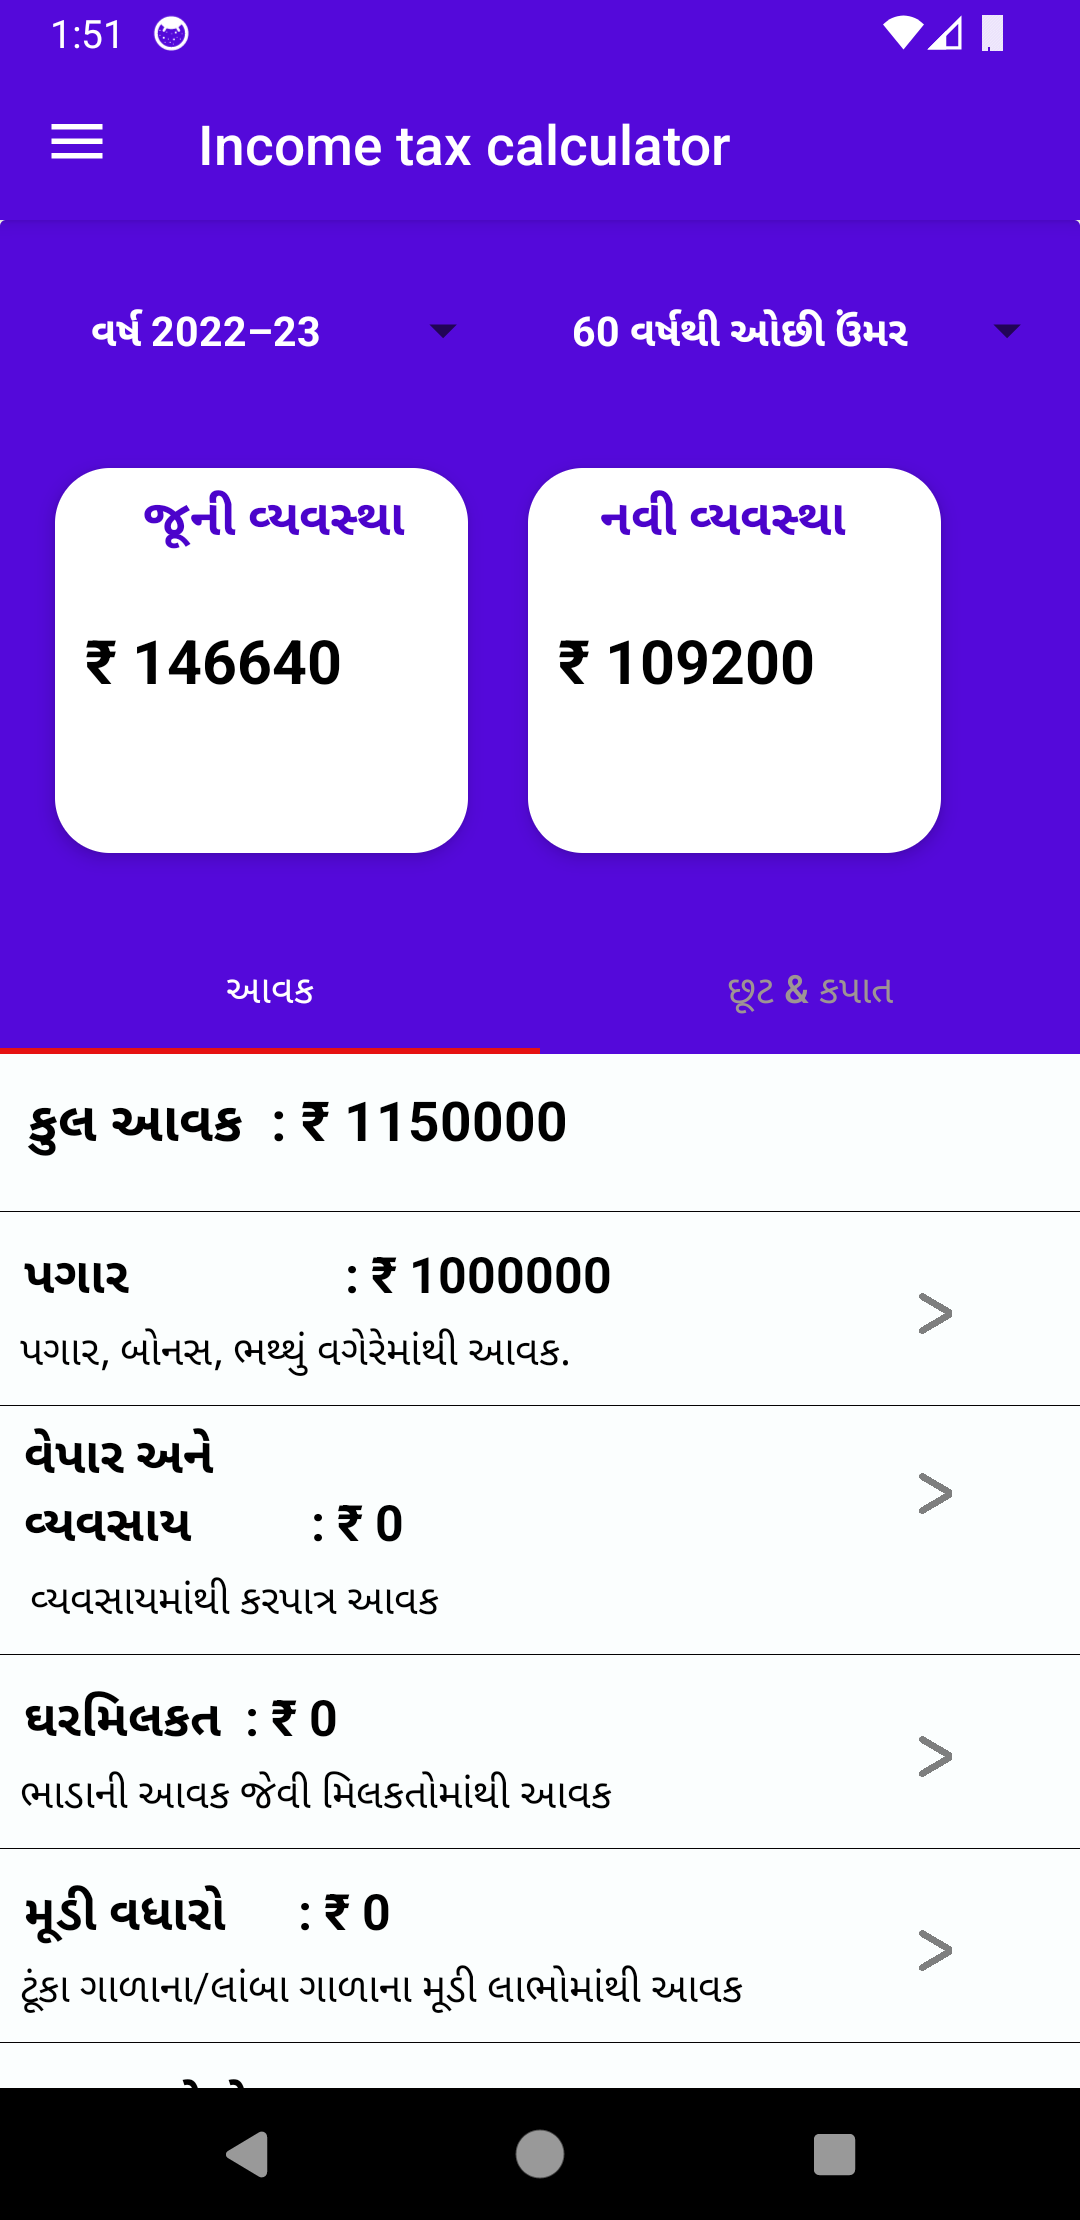 1:51
Income tax calculator
વર્ષ 2022–23
60 વર્ષથી ઓછી ઉંમર
જૂની વ્યવસ્થા
નવી વ્યવસ્થા
₹ 146640
₹ 109200
આવક
છૂટ & કપાત
કુલ આવક : ₹ 1150000
પગાર : ₹ 1000000
પગાર, બોનસ, ભથ્થું વગેરેમાંથી આવક.
વેપાર અને
વ્યવસાય : ₹ 0
વ્યવસાયમાંથી કરપાત્ર આવક
ઘરમિલકત : ₹ 0
ભાડાની આવક જેવી મિલકતોમાંથી આવક
મૂડી વધારો : ₹ 0
ટૂંકા ગાળાના/લાંબા ગાળાના મૂડી લાભોમાંથી આવક